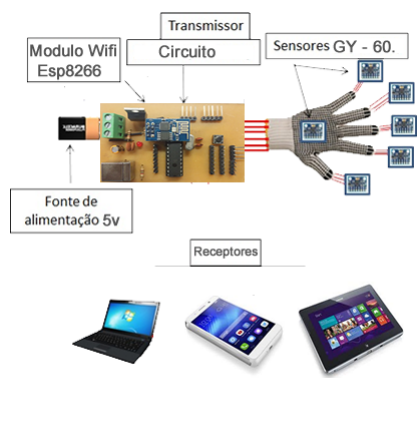 Transmissor
Modulo Wifi
Esp8266
Circuito
Sensores GY - 60.
Fonte de
alimentação 5v
Receptores